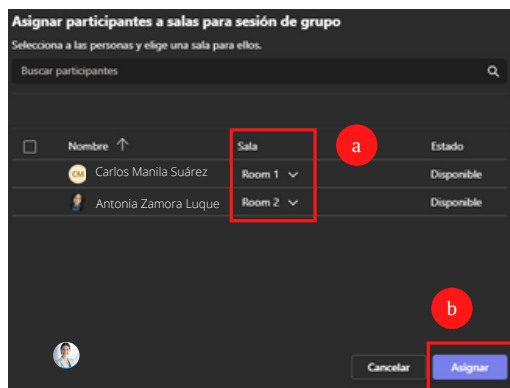 Asignar participantes a salas para sesión de grupo
Selecciona a las personas y elige una sala para ellos.
Buscar participantes
Nombre ↑ Sala a Estado
CM Carlos Manila Suárez Room 1 Disponible
Antonia Zamora Luque Room 2 Disponible
b
Cancelar Asignar